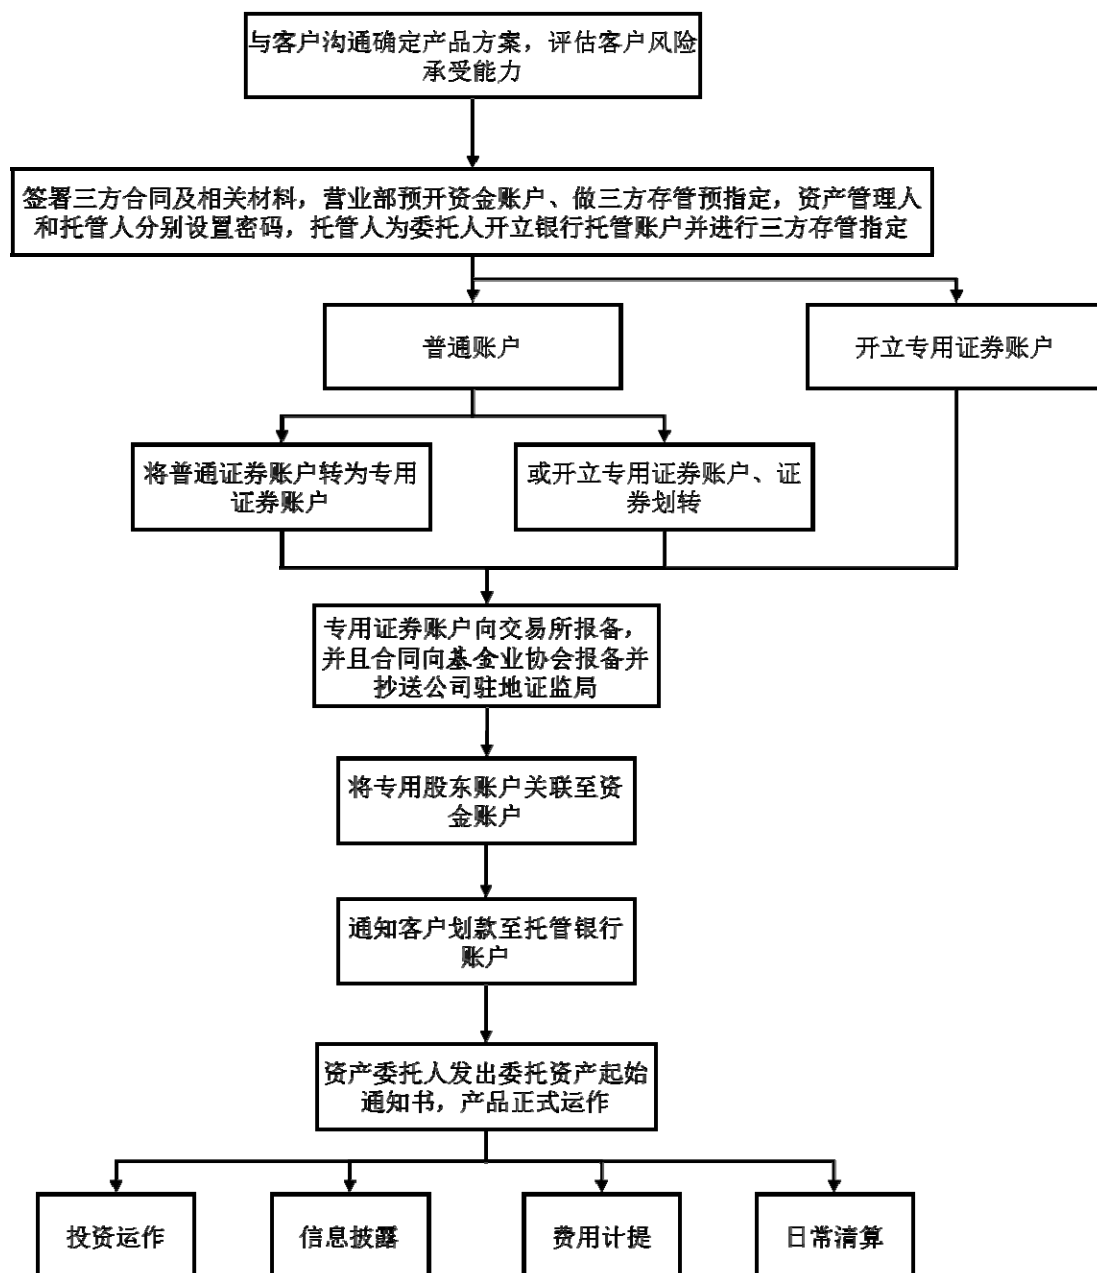 与客户沟通确定产品方案，评估客户风险
承受能力
签署三方合同及相关材料，营业部预开资金账户、做三方存管预指定，资产管理人
和托管人分别设置密码，托管人为委托人开立银行托管账户并进行三方存管指定
普通账户
开立专用证券账户
将普通证券账户转为专用
证券账户
或开立专用证券账户、证
券划转
专用证券账户向交易所报备，
并且合同向基金业协会报备并
抄送公司驻地证监局
将专用股东账户关联至资
金账户
通知客户划款至托管银行
账户
资产委托人发出委托资产起始
通知书，产品正式运作
投资运作
信息披露
费用计提
日常清算